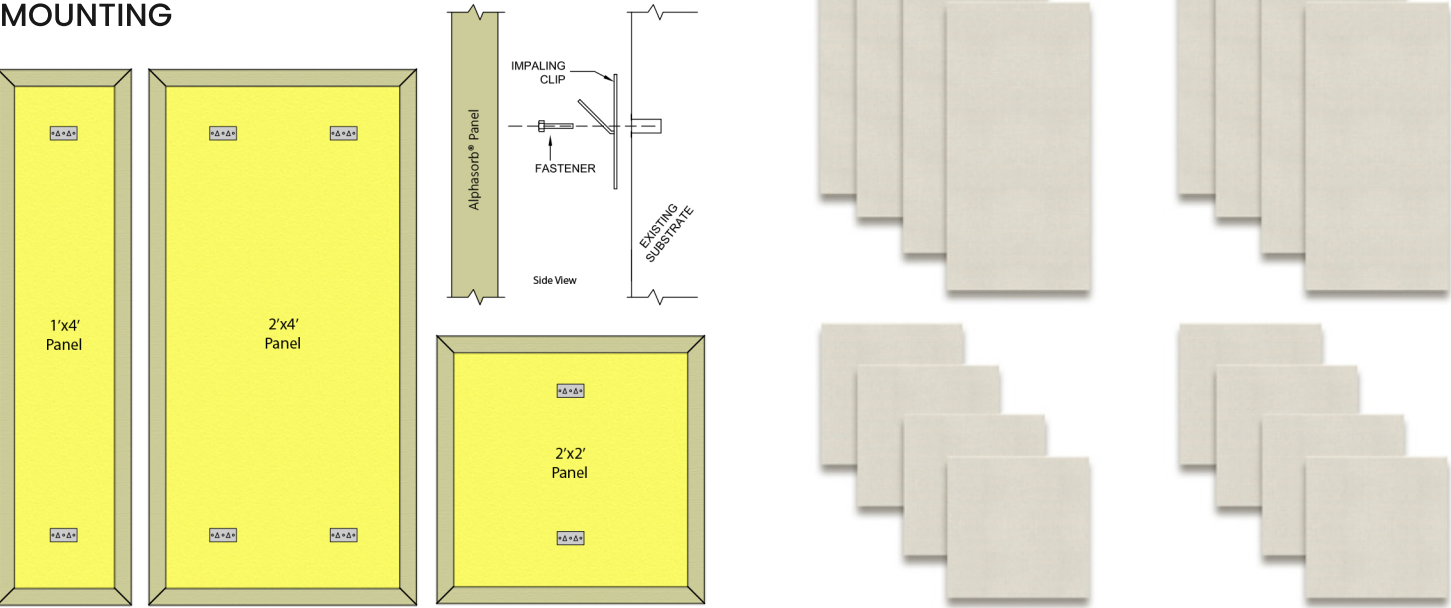 MOUNTING
1'x4'
Panel
2'x4'
Panel
Alphasorb® Panel
IMPALING
CLIP
FASTENER
EXISTING
SUBSTRATE
Side View
2'x2'
Panel